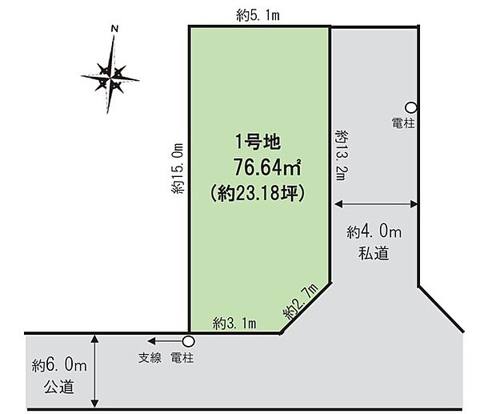 約5.1m
N
電柱
1号地
76.64㎡
(約23.18坪)
約15.0m
約13.2m
約4.0m
私道
約2.7m
約3.1m
支線 電柱
約6.0m
公道